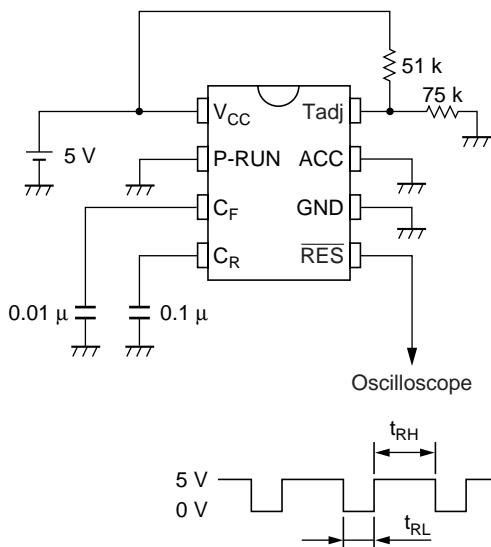 51 k
75 k
VCC
Tadj
5 V
P-RUN
ACC
CF
GND
CR
RES
0.01 μ
0.1 μ
Oscilloscope
tRH
5 V
0 V
tRL